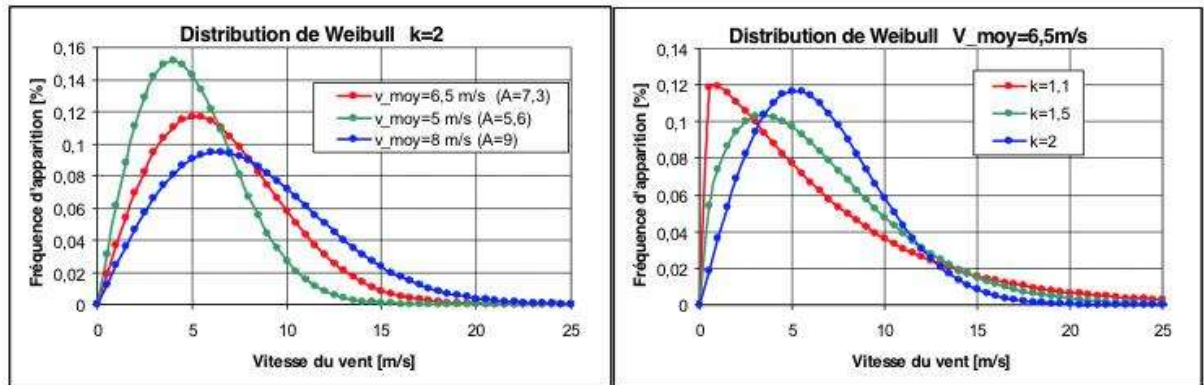 Distribution de Weibull k=2
Fréquence d'apparition [%]
0,16
0,14
0,12
0,1
0,08
0,06
0,04
0,02
0
v_moy=6,5 m/s (A=7,3)
v_moy=5 m/s (A=5,6)
v_moy=8 m/s (A=9)
0 5 10 15 20 25
Vitesse du vent [m/s]
Distribution de Weibull V_moy=6,5m/s
Fréquence d'apparition [%]
0,14
0,12
0,1
0,08
0,06
0,04
0,02
0
k=1,1
k=1,5
k=2
0 5 10 15 20 25
Vitesse du vent [m/s]